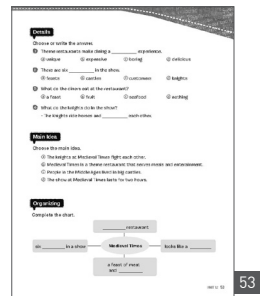 Details
Choose or write the answer.
1 Theme restaurants make dining a ________ experience.
ⓐ unique ⓑ expensive ⓒ boring ⓓ delicious
2 There are six ________ in the show.
ⓐ feasts ⓑ castles ⓒ customers ⓓ knights
3 What do the diners eat at the restaurant?
ⓐ a feast ⓑ fruit ⓒ seafood ⓓ nothing
4 What do the knights do in the show?
- The knights ride horses and ________ each other.
Main Idea
Choose the main idea.
ⓐ The knights at Medieval Times fight each other.
ⓑ Medieval Times is a theme restaurant that serves meals and entertainment.
ⓒ People in the Middle Ages lived in big castles.
ⓓ The show at Medieval Times lasts for two hours.
Organizing
Complete the chart.
________ restaurant
six ________ in a show
Medieval Times
looks like a ________
a feast of meat
and ________
53
53